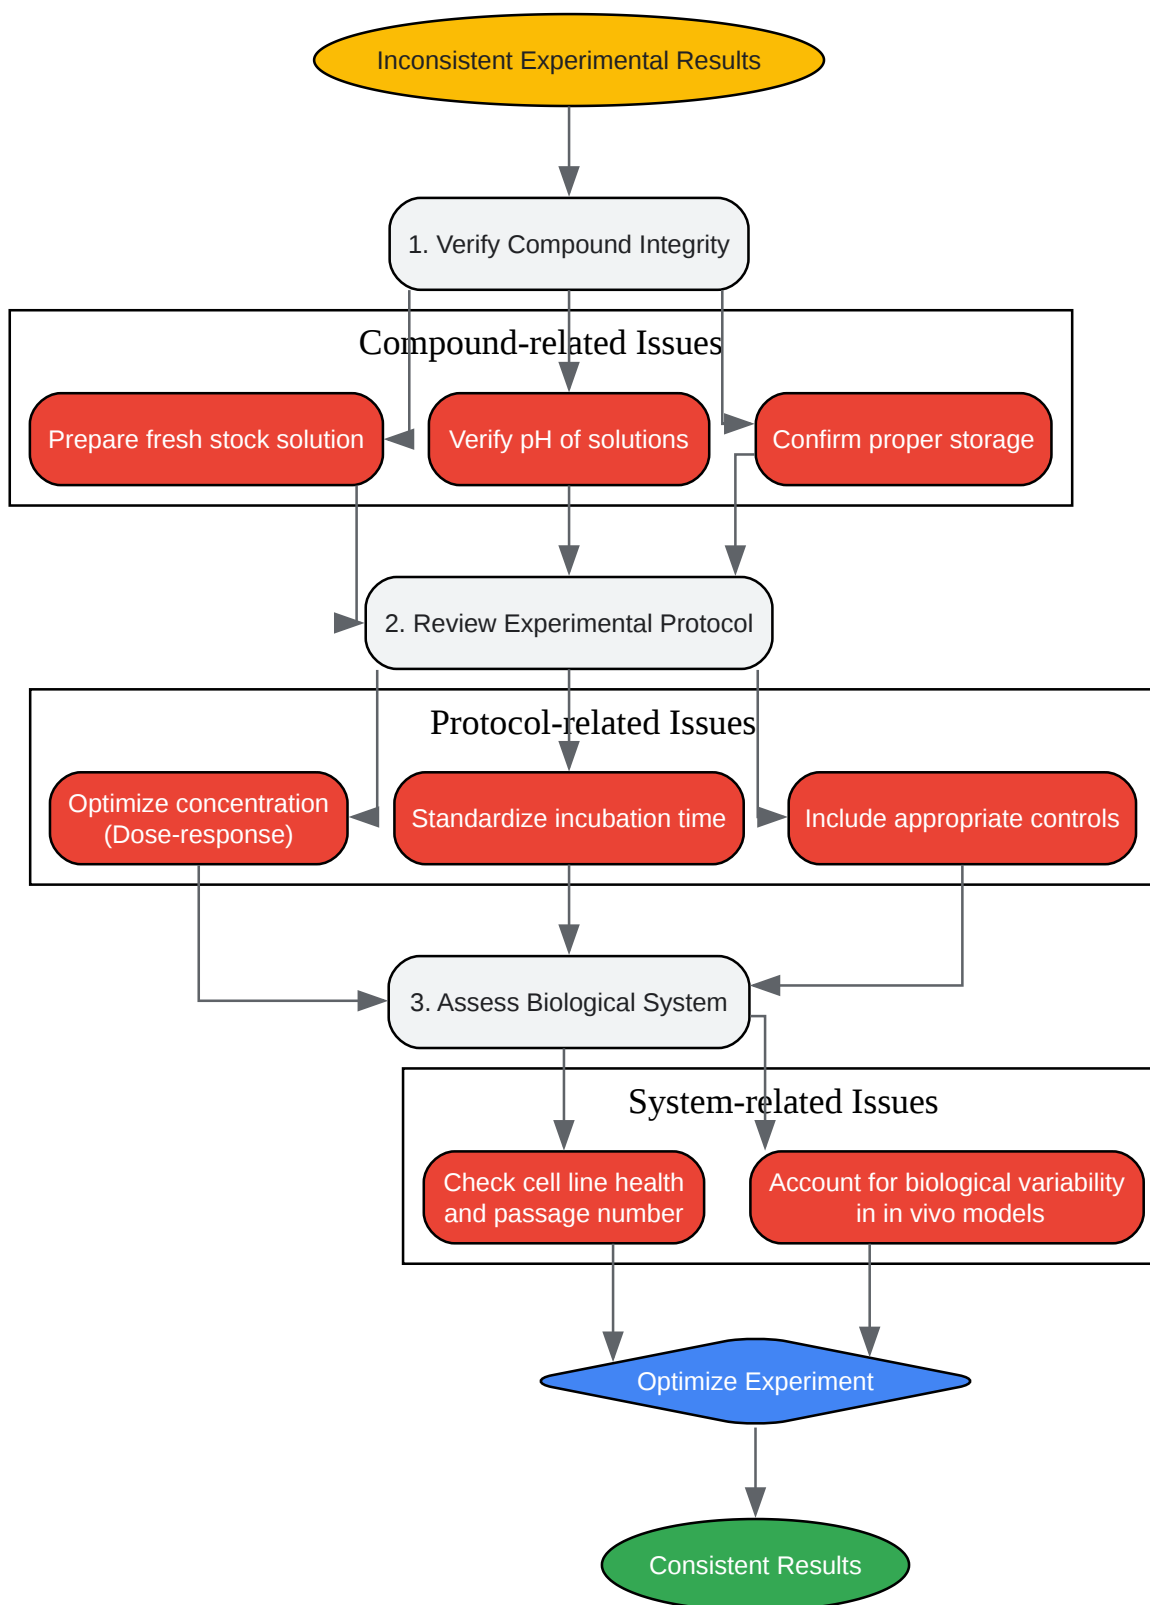 Inconsistent Experimental Results
1. Verify Compound Integrity
Compound-related Issues
Prepare fresh stock solution
Verify pH of solutions
Confirm proper storage
2. Review Experimental Protocol
Protocol-related Issues
Optimize concentration
(Dose-response)
Standardize incubation time
Include appropriate controls
3. Assess Biological System
System-related Issues
Check cell line health
and passage number
Account for biological variability
in in vivo models
Optimize Experiment
Consistent Results